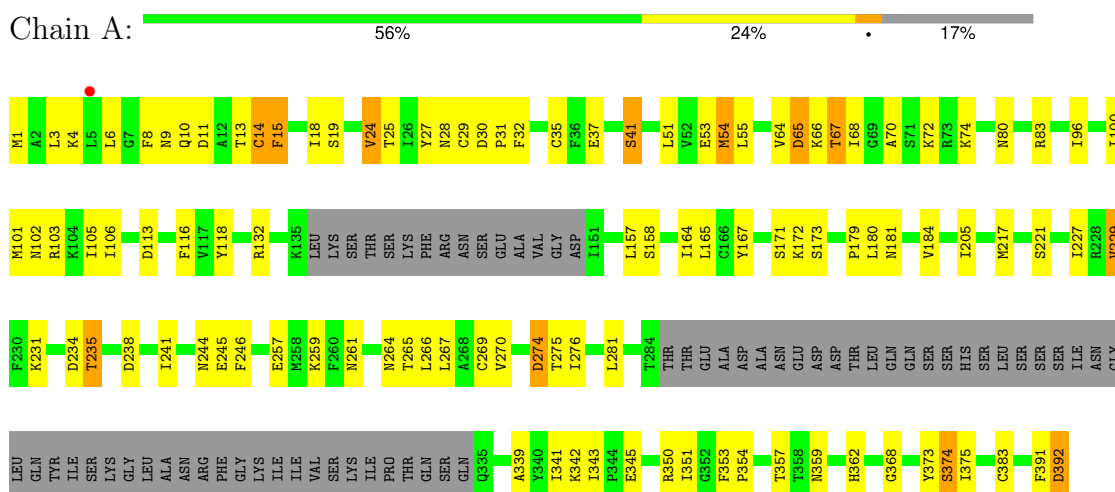 Chain A:
56% 24% • 17%
M1 A2 L3 K4 L5 L6 G7 F8 N9 Q10 D11 A12 T13 C14 F15 I18 S19 V24 T25 I26 Y27 N28 C29 D30 P31 F32 C35 F36 E37 S41 L51 V52 E53 M54 L55 V64 D65 K66 T67 I68 G69 A70 S71 K72 R73 K74 N80 R83 I96
M101 N102 R103 K104 I105 I106 D113 F116 V117 Y118 R132 K135 LEU LYS SER THR SER LYS PHE ARG ASN SER GLU ALA VAL GLY ASP I151 L157 S158 I164 L165 C166 Y167 S171 K172 S173 P179 L180 N181 V184 I205 M217 S221 I227 R228
F230 K231 D234 T235 D238 I241 N244 E245 F246 E257 M258 K259 F260 N261 N264 T265 L266 L267 A268 C269 V270 D274 T275 I276 L281 T284 THR THR GLU ALA ASP ALA ASN GLU ASP ASP THR LEU GLN GLN SER SER HIS SER LEU SER SER SER ILE ASN
LEU GLN TYR ILE SER LYS GLY LEU ALA ASN ARG PHE GLY LYS ILE ILE VAL SER LYS ILE PRO THR GLN SER GLN Q335 A339 Y340 I341 K342 I343 P344 E345 R350 I351 G352 F353 P354 T357 T358 N359 H362 G368 Y373 S374 I375 C383 F391 D392